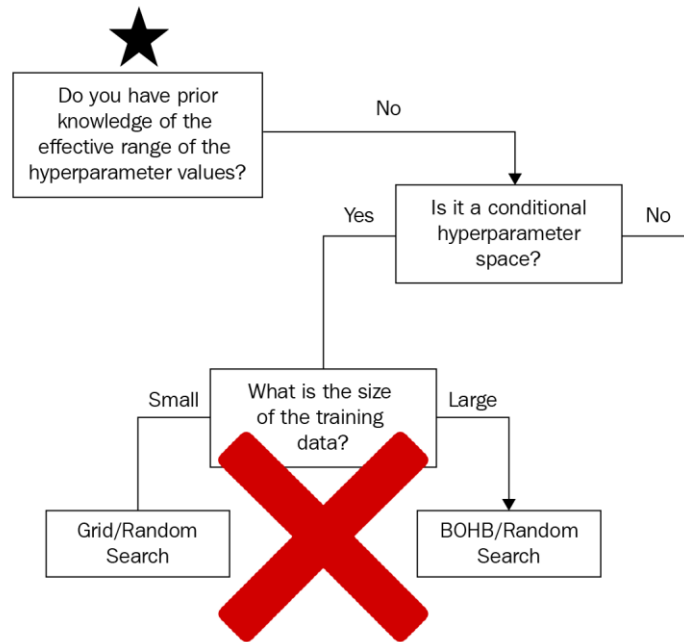 Do you have prior
knowledge of the
effective range of the
hyperparameter values?
No
Yes
Is it a conditional
hyperparameter
space?
No
Small
What is the size
of the training
data?
Large
Grid/Random
Search
BOHB/Random
Search